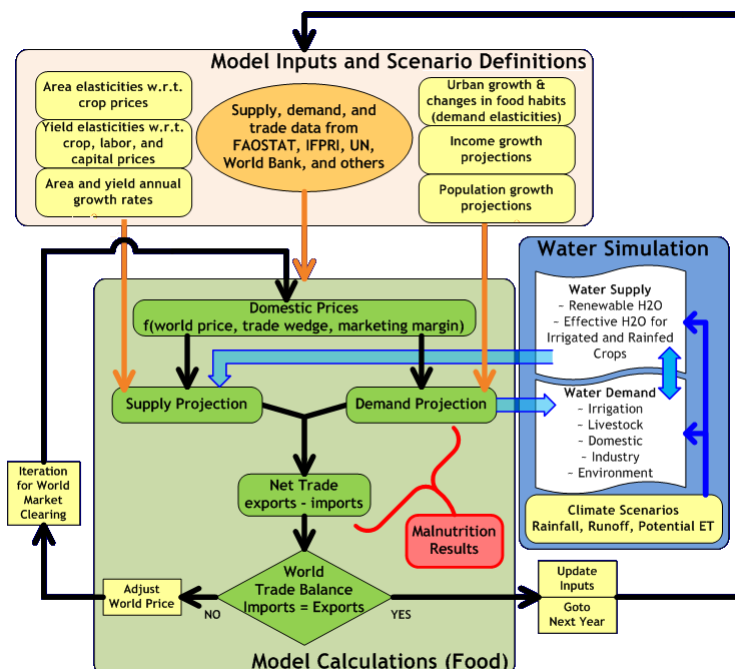 Model Inputs and Scenario Definitions
Area elasticities w.r.t.
crop prices
Yield elasticities w.r.t.
crop, labor, and
capital prices
Area and yield annual
growth rates
Supply, demand, and
trade data from
FAOSTAT, IFPRI, UN,
World Bank, and others
Urban growth &
changes in food habits
(demand elasticities)
Income growth
projections
Population growth
projections
Water Simulation
Water Supply
– Renewable H2O
– Effective H2O for
Irrigated and Rainfed
Crops
Water Demand
– Irrigation
– Livestock
– Domestic
– Industry
– Environment
Climate Scenarios
Rainfall, Runoff, Potential ET
Domestic Prices
f(world price, trade wedge, marketing margin)
Supply Projection
Demand Projection
Net Trade
exports - imports
Malnutrition
Results
World
Trade Balance
Imports = Exports
NO
YES
Iteration
for World
Market
Clearing
Adjust
World Price
Update
Inputs
Goto
Next Year
Model Calculations (Food)